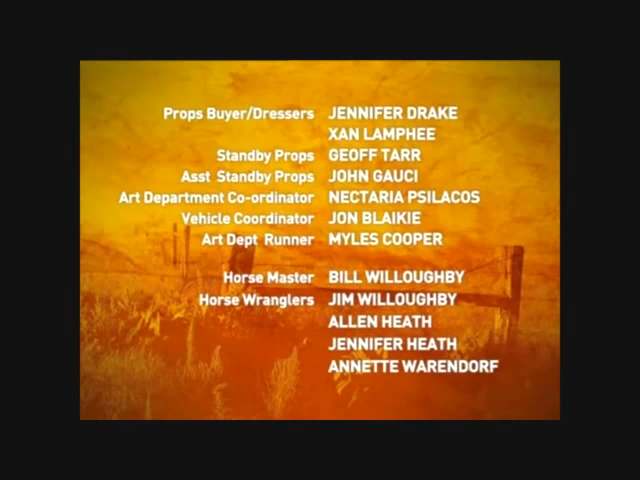 Props Buyer/Dressers JENNIFER DRAKE
XAN LAMPHEE
Standby Props GEOFF TARR
Asst Standby Props JOHN GAUCI
Art Department Co-ordinator NECTARIA PSILACOS
Vehicle Coordinator JON BLAIKIE
Art Dept Runner MYLES COOPER
Horse Master BILL WILLOUGHBY
Horse Wranglers JIM WILLOUGHBY
ALLEN HEATH
JENNIFER HEATH
ANNETTE WARENDORF